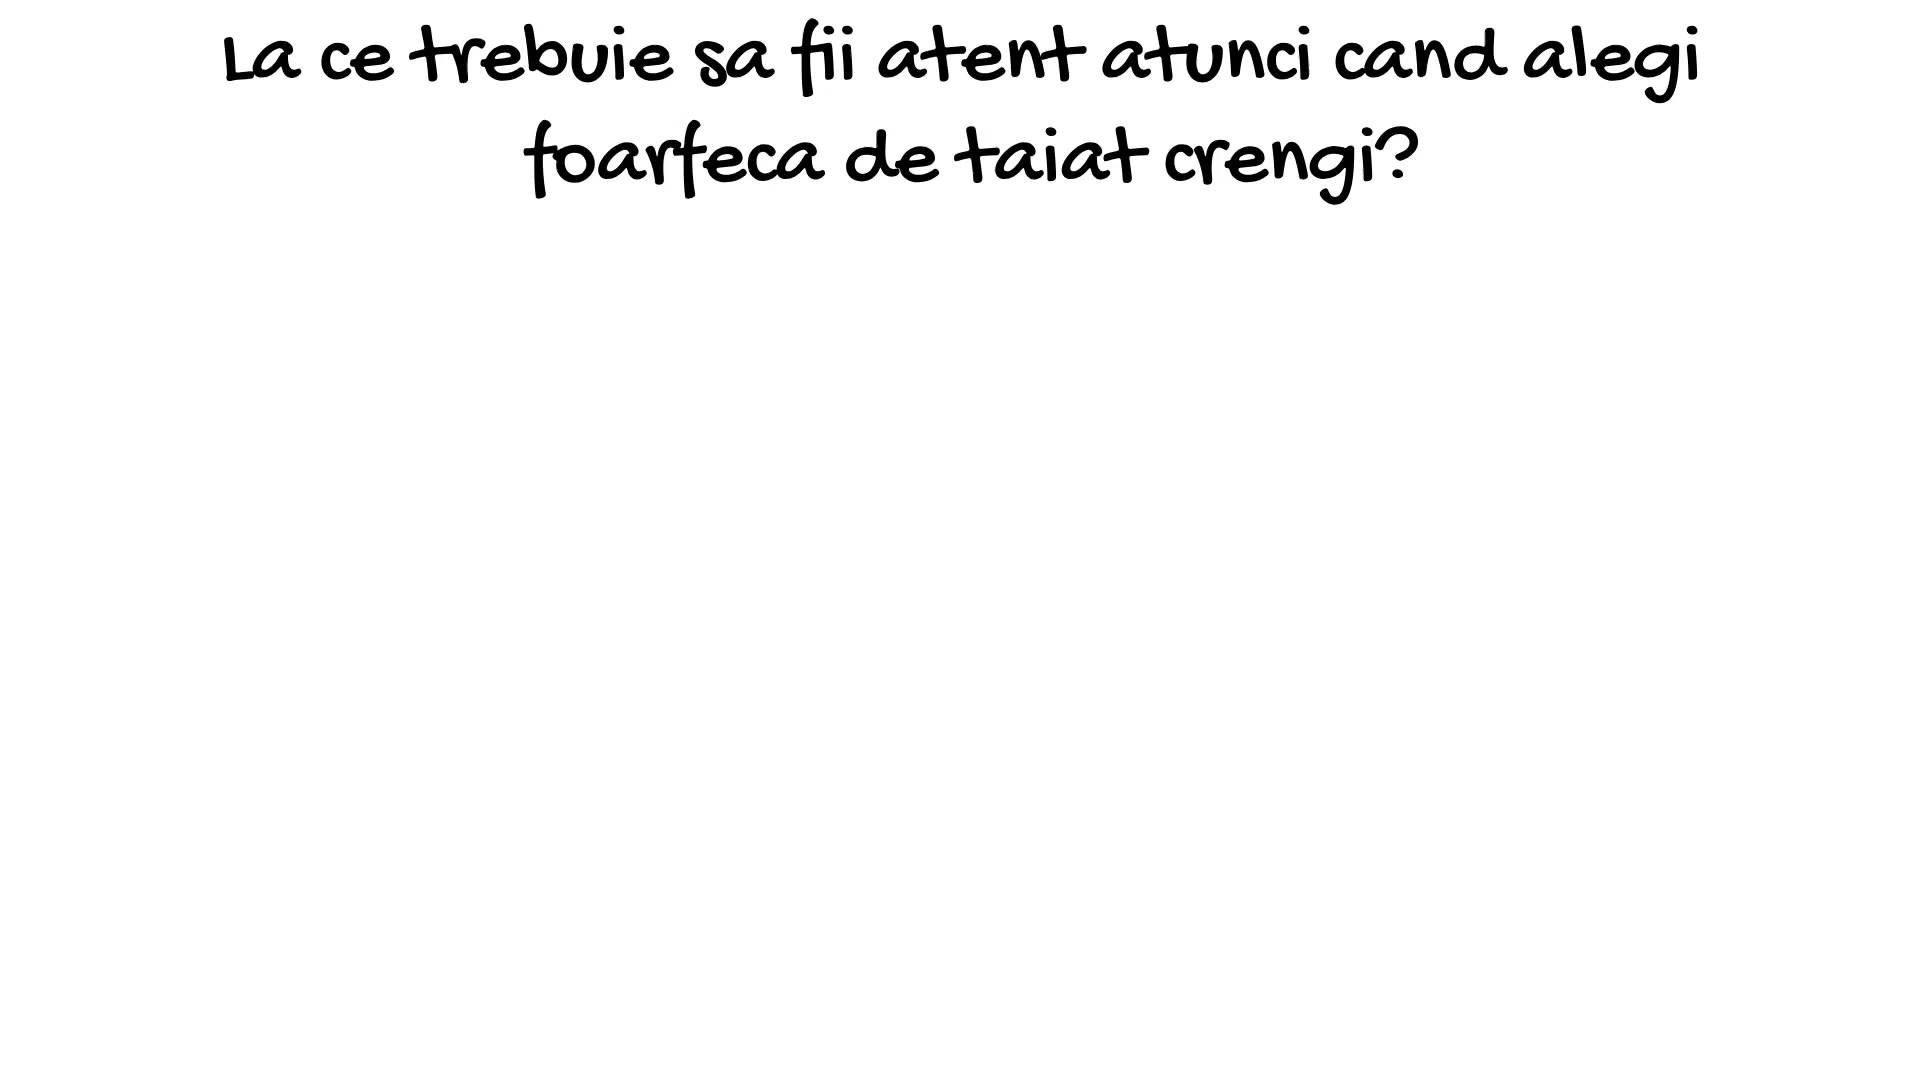 La ce trebuie sa fii atent atunci cand alegi
foarfeca de taiat crengi?